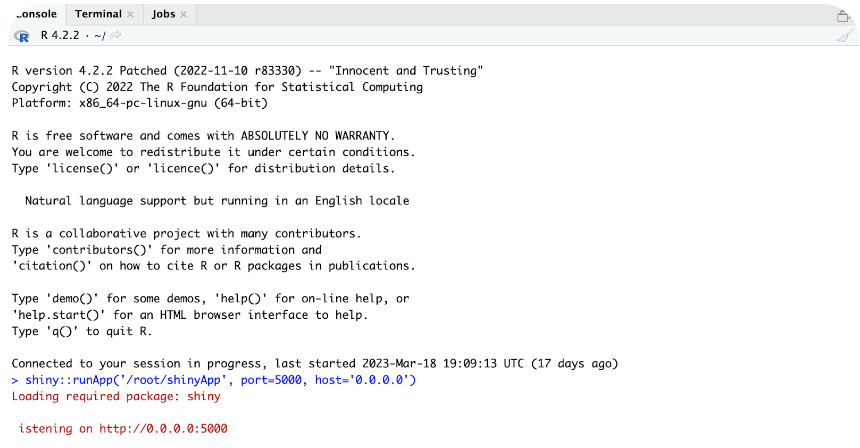 Console Terminal Jobs
R R 4.2.2 · ~/
R version 4.2.2 Patched (2022-11-10 r83330) -- "Innocent and Trusting"
Copyright (C) 2022 The R Foundation for Statistical Computing
Platform: x86_64-pc-linux-gnu (64-bit)
R is free software and comes with ABSOLUTELY NO WARRANTY.
You are welcome to redistribute it under certain conditions.
Type 'license()' or 'licence()' for distribution details.
Natural language support but running in an English locale
R is a collaborative project with many contributors.
Type 'contributors()' for more information and
'citation()' on how to cite R or R packages in publications.
Type 'demo()' for some demos, 'help()' for on-line help, or
'help.start()' for an HTML browser interface to help.
Type 'q()' to quit R.
Connected to your session in progress, last started 2023-Mar-18 19:09:13 UTC (17 days ago)
> shiny::runApp('/root/shinyApp', port=5000, host='0.0.0.0')
Loading required package: shiny
istening on http://0.0.0.0:5000